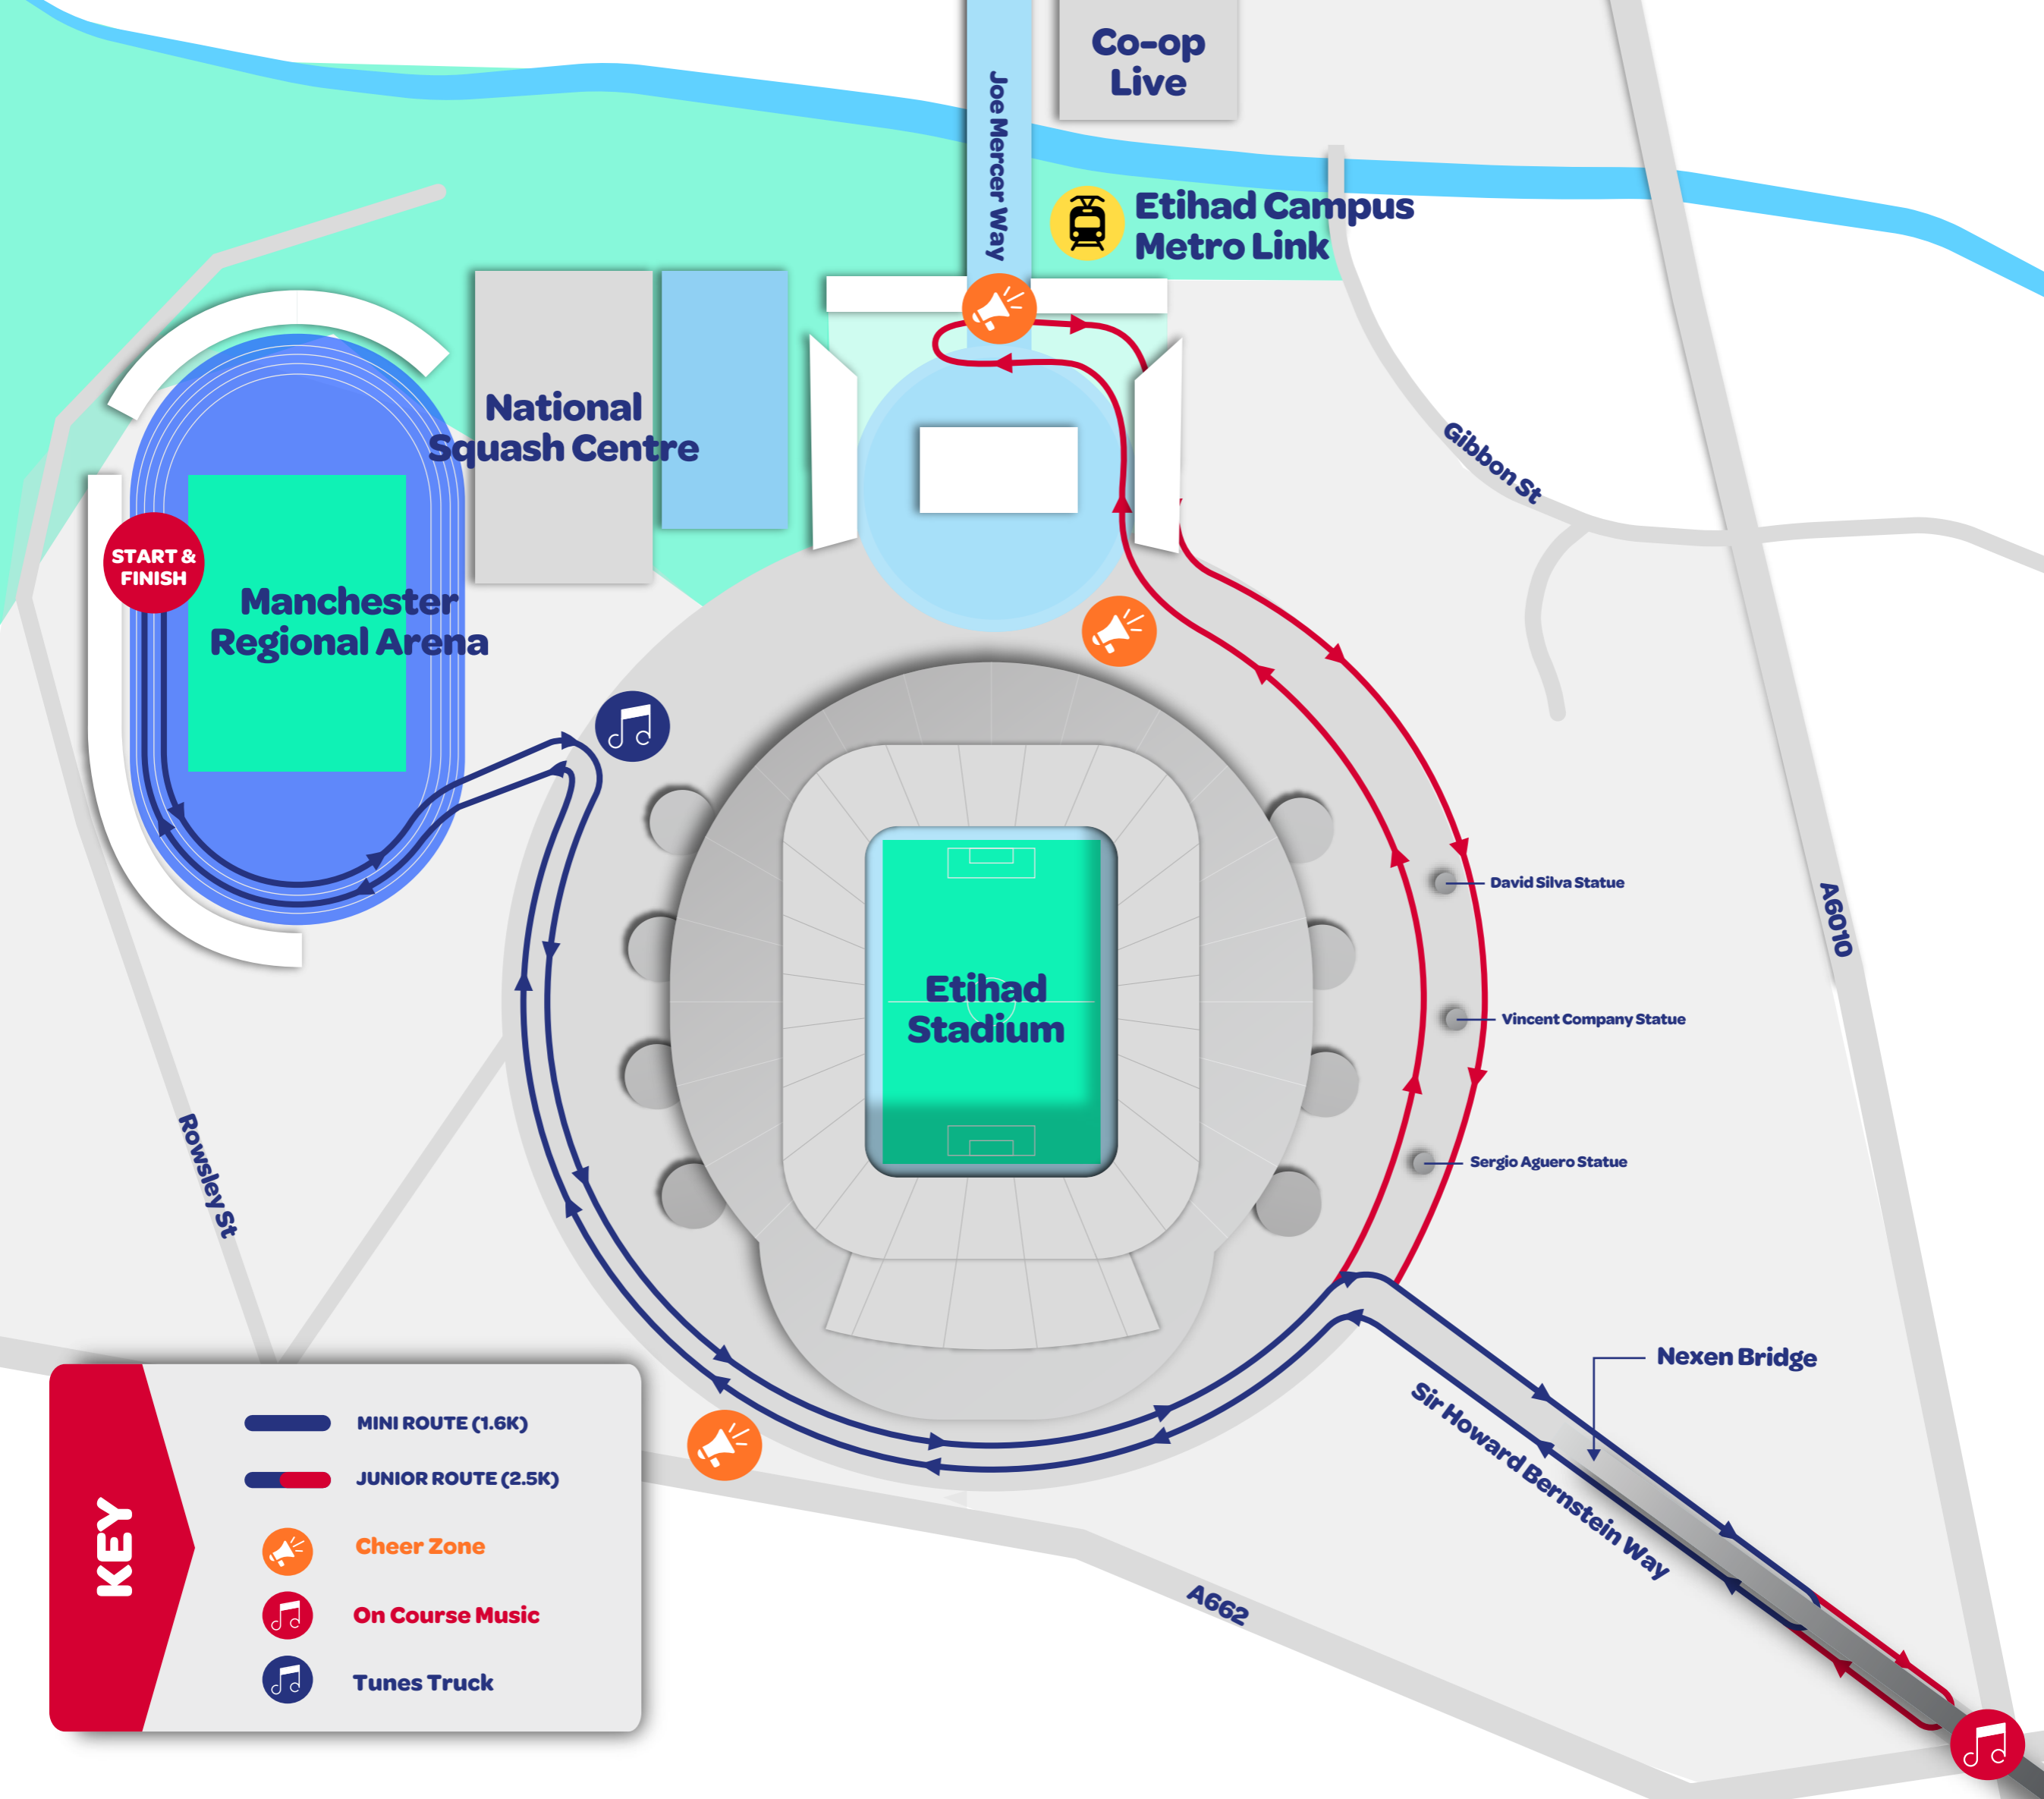 Co-op
Live
Joe Mercer Way
Etihad Campus
Metro Link
National
Squash Centre
Gibbon St
START &
FINISH
Manchester
Regional Arena
David Silva Statue
A6010
Etihad
Stadium
Vincent Company Statue
Rowsley St
Sergio Aguero Statue
Nexen Bridge
Sir Howard Bernstein Way
A662
KEY
MINI ROUTE (1.6K)
JUNIOR ROUTE (2.5K)
Cheer Zone
On Course Music
Tunes Truck